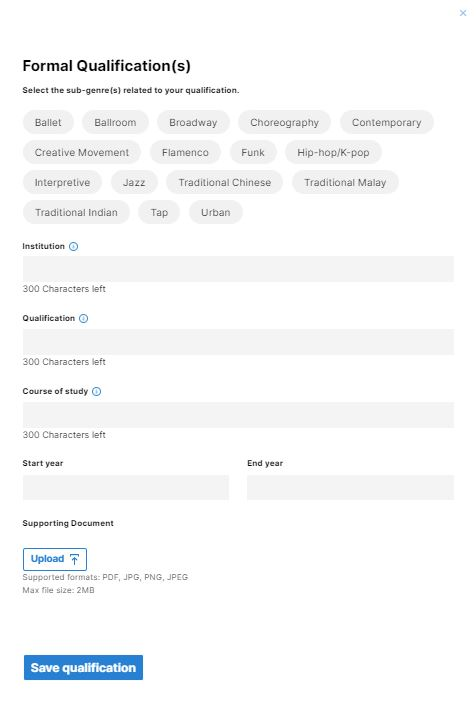 ×
Formal Qualification(s)
Select the sub-genre(s) related to your qualification.
Ballet Ballroom Broadway Choreography Contemporary
Creative Movement Flamenco Funk Hip-hop/K-pop
Interpretive Jazz Traditional Chinese Traditional Malay
Traditional Indian Tap Urban
Institution
300 Characters left
Qualification
300 Characters left
Course of study
300 Characters left
Start year End year
Supporting Document
Upload
Supported formats: PDF, JPG, PNG, JPEG
Max file size: 2MB
Save qualification